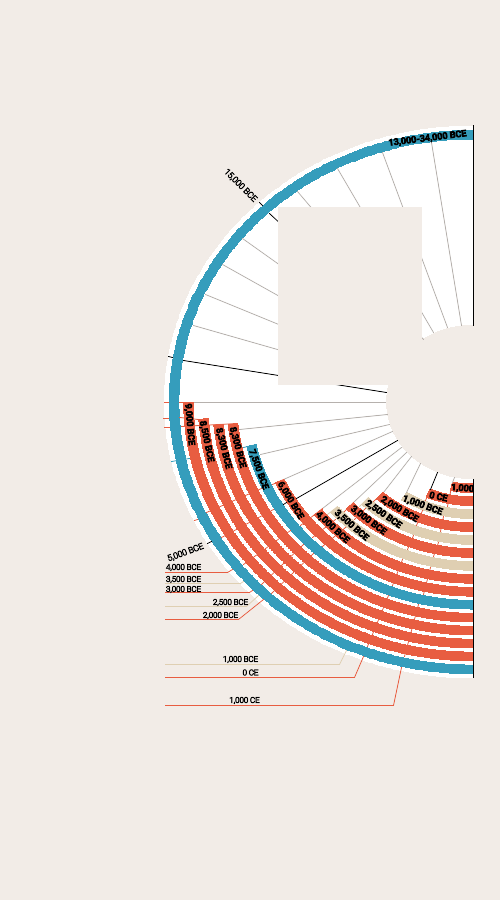 13,000-34,000 BCE
15,000 BCE
9,000 BCE
8,500 BCE
8,300 BCE
8,300 BCE
7,500 BCE
6,000 BCE
4,000 BCE
3,500 BCE
3,000 BCE
2,500 BCE
2,000 BCE
1,000 BCE
0 CE
1,000
5,000 BCE
4,000 BCE
3,500 BCE
3,000 BCE
2,500 BCE
2,000 BCE
1,000 BCE
0 CE
1,000 CE